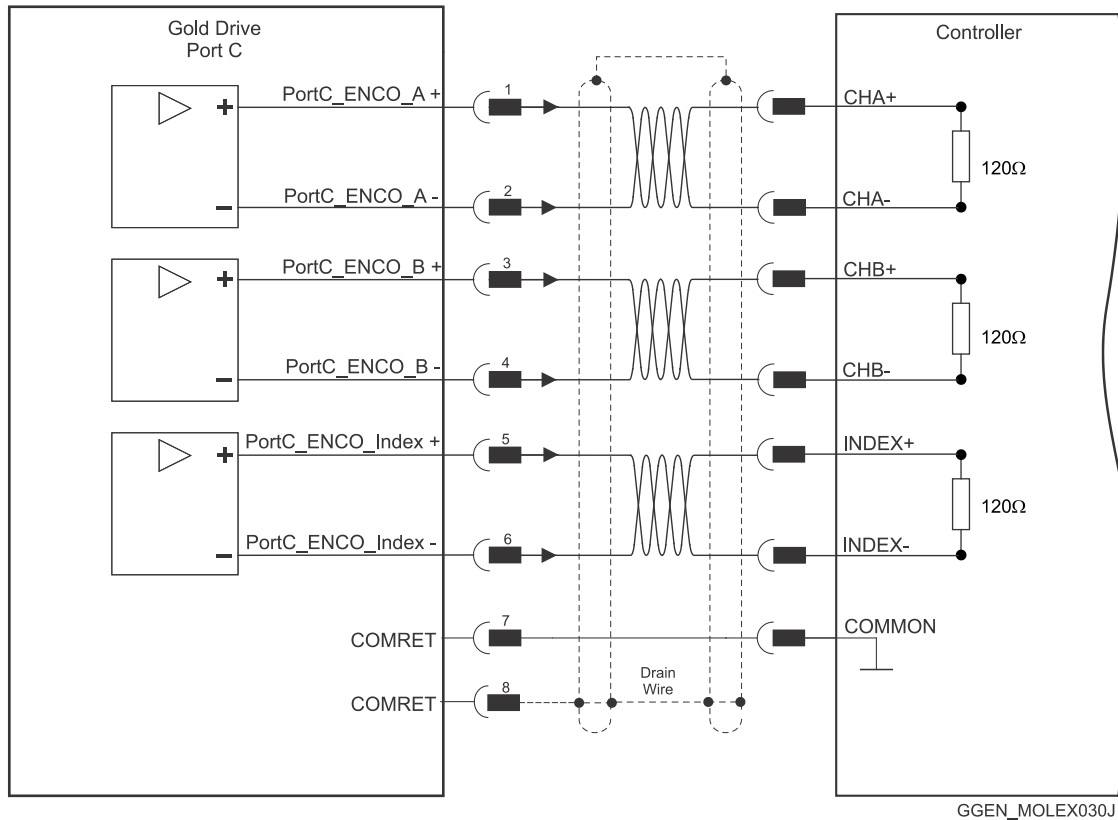 Gold Drive
Port C
Controller
PortC_ENCO_A +
1
CHA+
120Ω
PortC_ENCO_A -
2
CHA-
PortC_ENCO_B +
3
CHB+
120Ω
PortC_ENCO_B -
4
CHB-
PortC_ENCO_Index +
5
INDEX+
120Ω
PortC_ENCO_Index -
6
INDEX-
COMRET
7
COMMON
COMRET
8
Drain
Wire
GGEN_MOLEX030J